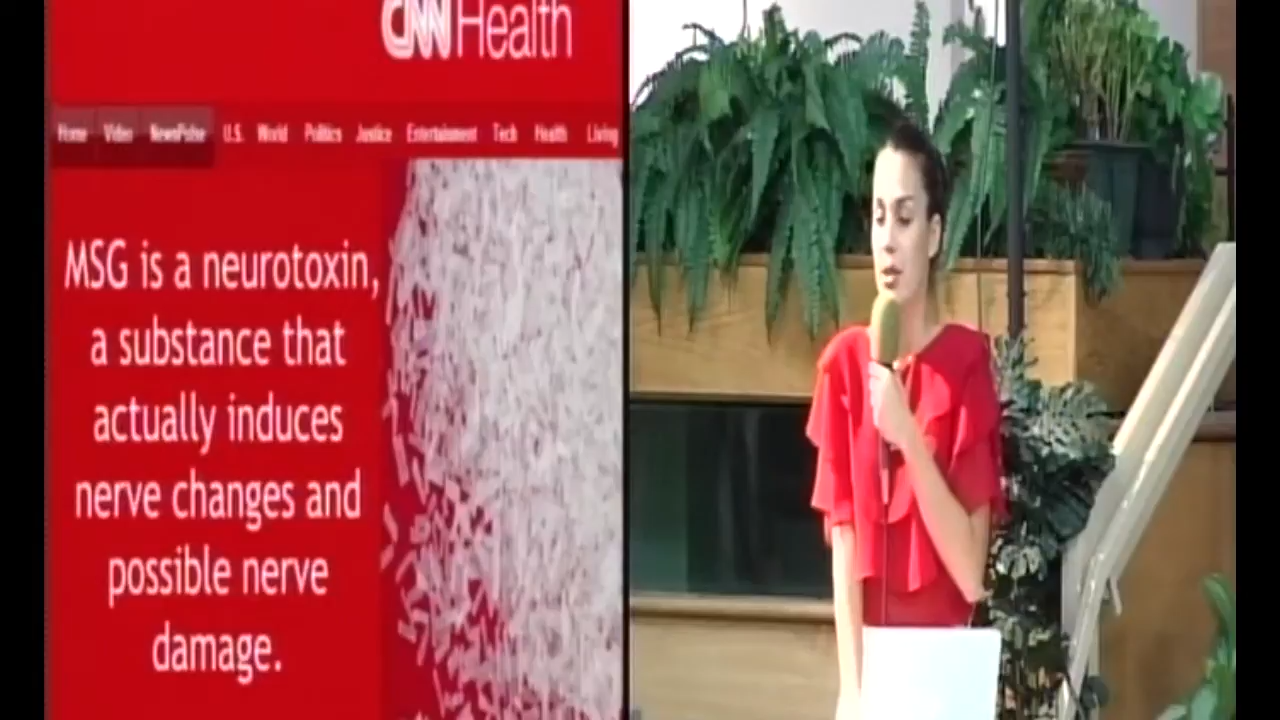 CNN Health
Home Video NewsPulse U.S. World Politics Justice Entertainment Tech Health Living
MSG is a neurotoxin,
a substance that
actually induces
nerve changes and
possible nerve
damage.